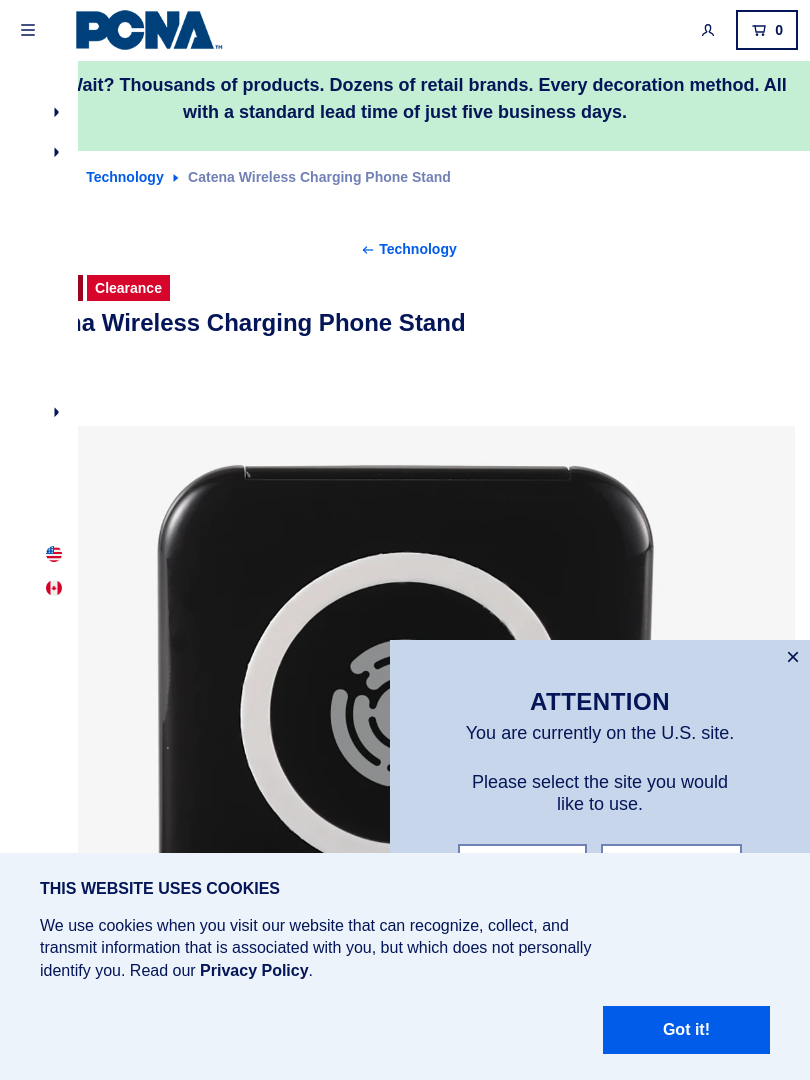 PCNA™
0
Wait? Thousands of products. Dozens of retail brands. Every decoration method. All
with a standard lead time of just five business days.
Technology
Catena Wireless Charging Phone Stand
Technology
Clearance
Wireless Charging Phone Stand
ATTENTION
You are currently on the U.S. site.
Please select the site you would
like to use.
THIS WEBSITE USES COOKIES
We use cookies when you visit our website that can recognize, collect, and
transmit information that is associated with you, but which does not personally
identify you. Read our Privacy Policy.
Got it!